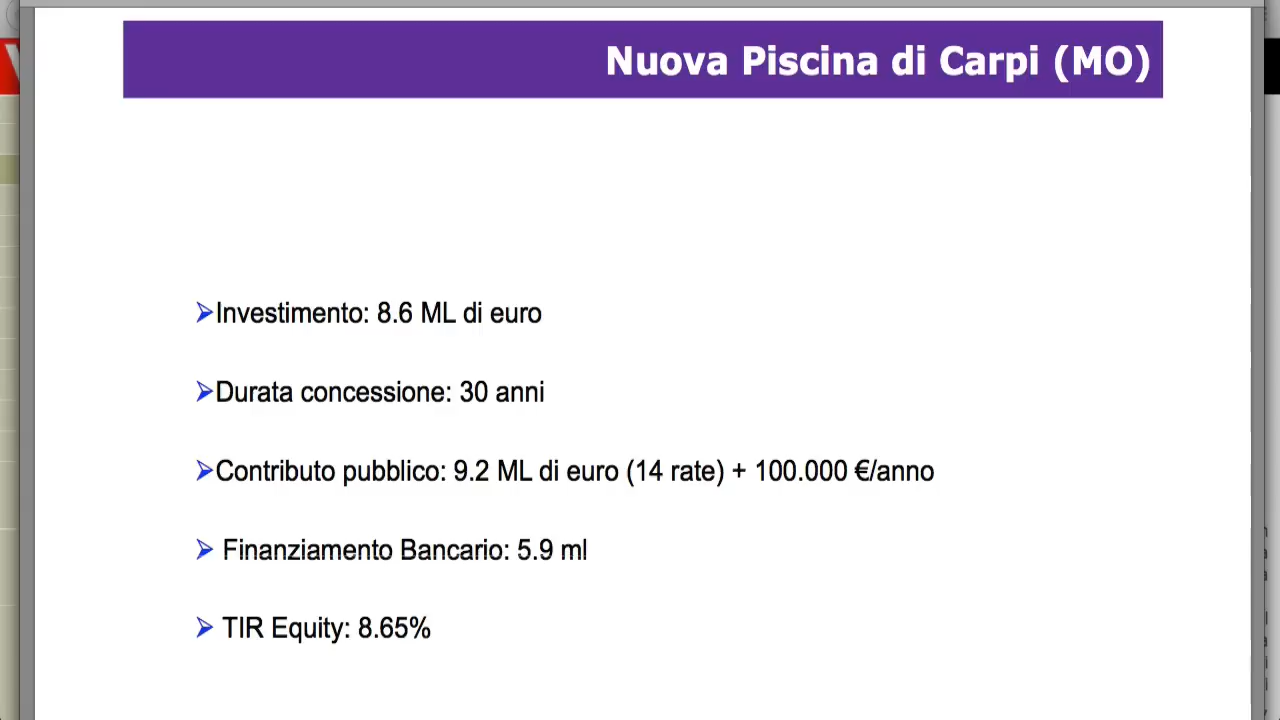 Nuova Piscina di Carpi (MO)
Investimento: 8.6 ML di euro
Durata concessione: 30 anni
Contributo pubblico: 9.2 ML di euro (14 rate) + 100.000 €/anno
Finanziamento Bancario: 5.9 ml
TIR Equity: 8.65%